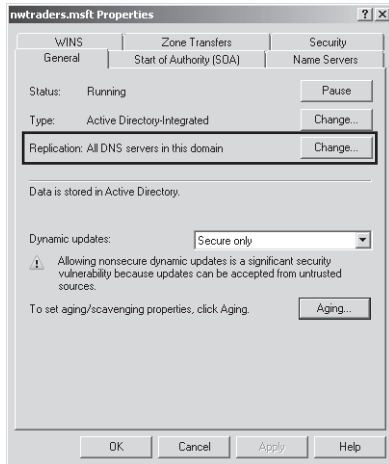 nwtraders.msft Properties
WINS Zone Transfers Security
General Start of Authority (SOA) Name Servers
Status: Running Pause
Type: Active Directory-Integrated Change...
Replication: All DNS servers in this domain Change...
Data is stored in Active Directory.
Dynamic updates: Secure only
Allowing nonsecure dynamic updates is a significant security
vulnerability because updates can be accepted from untrusted
sources.
To set aging/scavenging properties, click Aging. Aging...
OK Cancel Apply Help